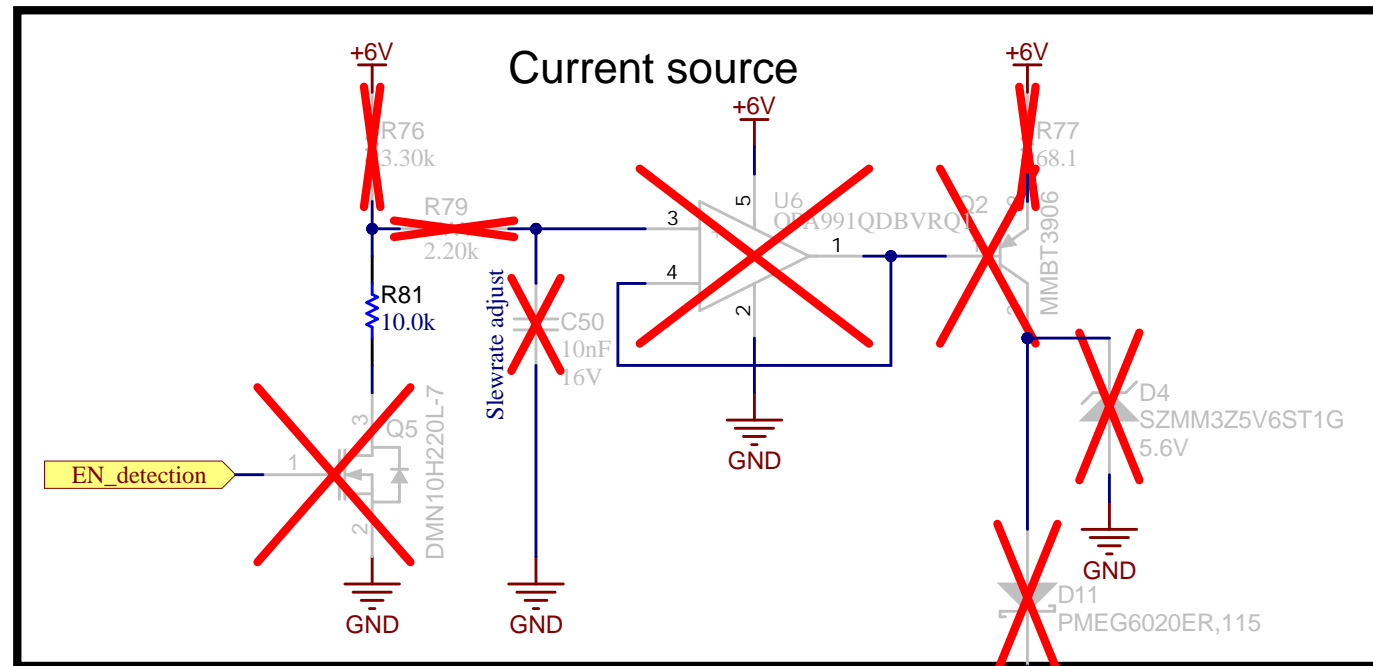 Current source
+6V
R76
3.30k
R79
2.20k
R81
10.0k
EN_detection
1
3
2
Q5
DMN10H220L-7
GND
Slewrate adjust
C50
10nF
16V
GND
+6V
3
4
5
2
1
U6
OPA991QDBVRQ1
GND
+6V
R77
68.1
Q2
1
MMBT3906
D4
SZMM3Z5V6ST1G
5.6V
GND
D11
PMEG6020ER,115